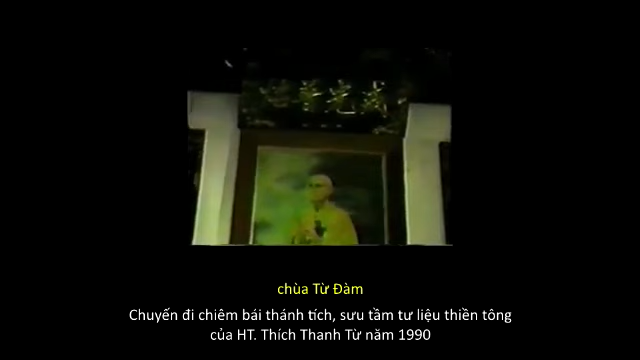 chùa Từ Đàm
Chuyến đi chiêm bái thánh tích, sưu tầm tư liệu thiền tông
của HT. Thích Thanh Từ năm 1990